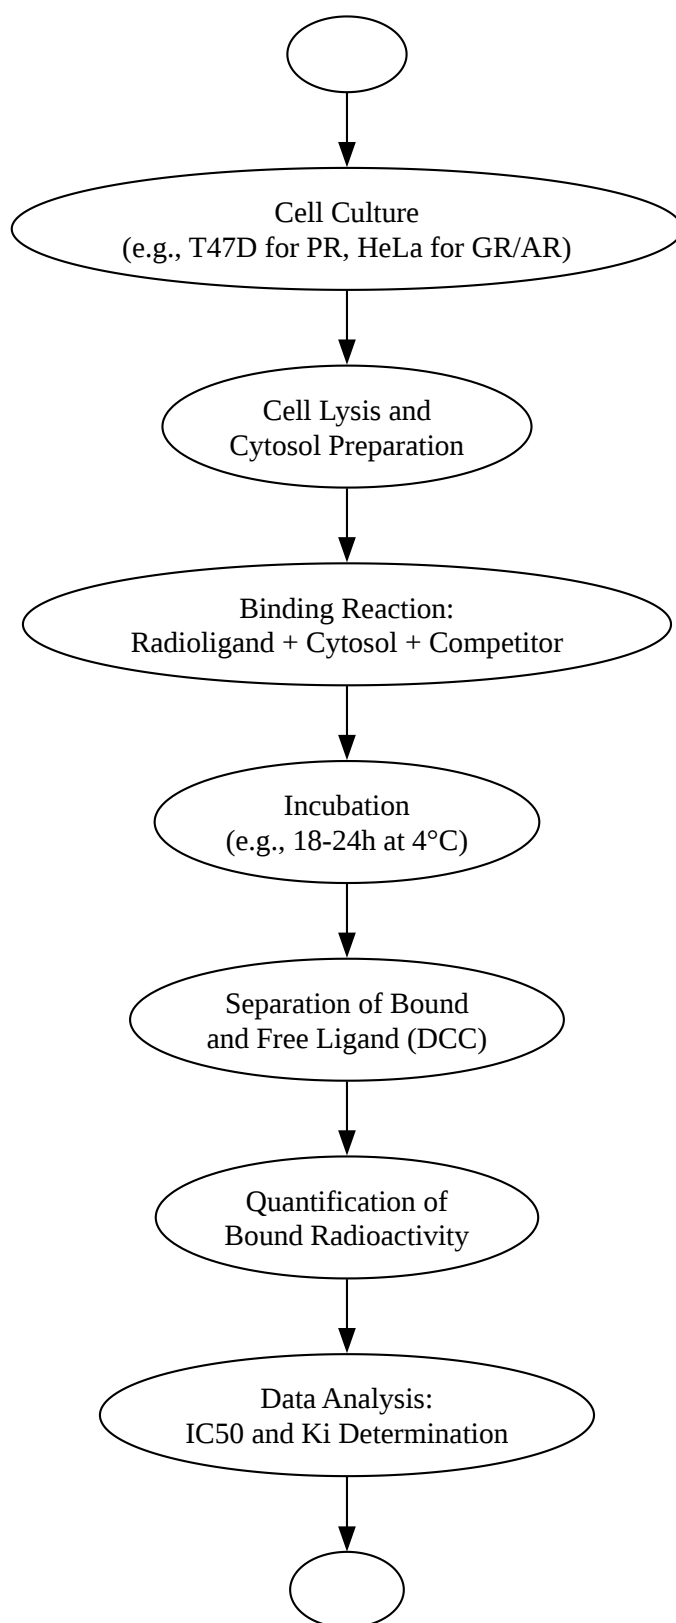 Cell Culture
(e.g., T47D for PR, HeLa for GR/AR)
Cell Lysis and
Cytosol Preparation
Binding Reaction:
Radioligand + Cytosol + Competitor
Incubation
(e.g., 18-24h at 4°C)
Separation of Bound
and Free Ligand (DCC)
Quantification of
Bound Radioactivity
Data Analysis:
IC50 and Ki Determination